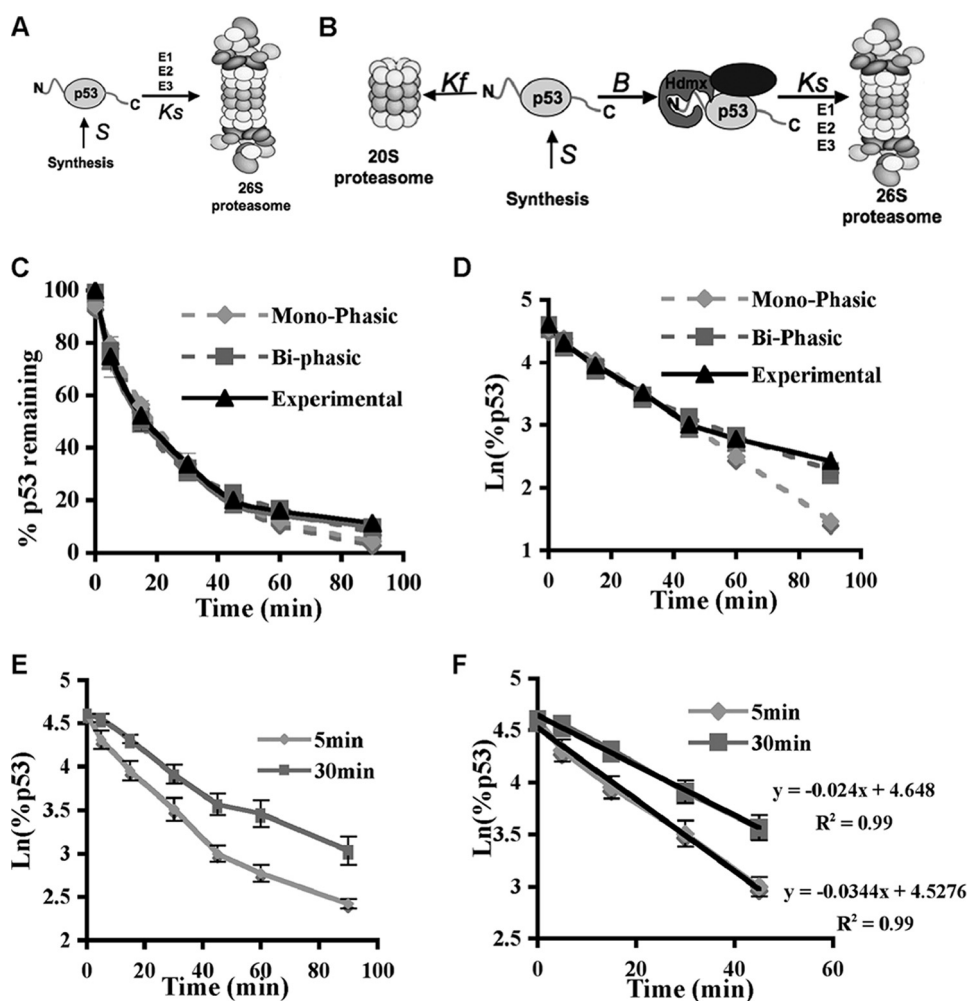 A
N
p53
C
E1
E2
E3
Ks
S
Synthesis
26S
proteasome
B
20S
proteasome
Kf
N
p53
C
S
Synthesis
B
Hdmx
N
p53
C
Ks
E1
E2
E3
26S
proteasome
C
% p53 remaining
100
80
60
40
20
0
Mono-Phasic
Bi-phasic
Experimental
0 20 40 60 80 100
Time (min)
D
Ln(%p53)
5
4
3
2
1
Mono-Phasic
Bi-Phasic
Experimental
0 20 40 60 80 100
Time (min)
E
Ln(%p53)
5
4.5
4
3.5
3
2.5
2
5min
30min
0 20 40 60 80 100
Time (min)
F
Ln(%p53)
5
4.5
4
3.5
3
2.5
5min
30min
y = -0.024x + 4.648
R² = 0.99
y = -0.0344x + 4.5276
R² = 0.99
0 20 40 60
Time (min)